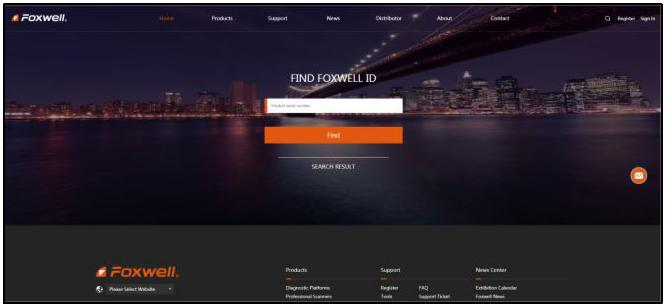 Foxwell®
Home Products Support News Distributor About Contact Register Sign In
FIND FOXWELL ID
Product serial number
Find
SEARCH RESULT
Foxwell®
Please Select Website
Products Support News Center
Diagnostic Platforms Register FAQ Exhibition Calendar
Professional Scanners Tools Support Ticket Foxwell News